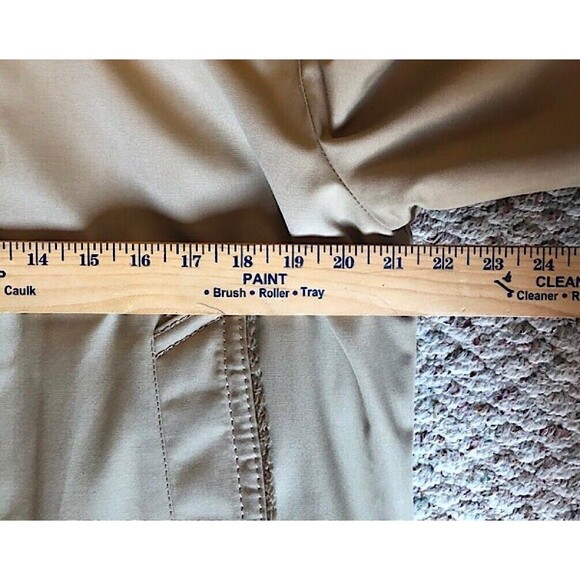 14 15 16 17 18 19 20 21 22 23 24
P PAINT CLEAN
Caulk • Brush • Roller • Tray • Cleaner • R